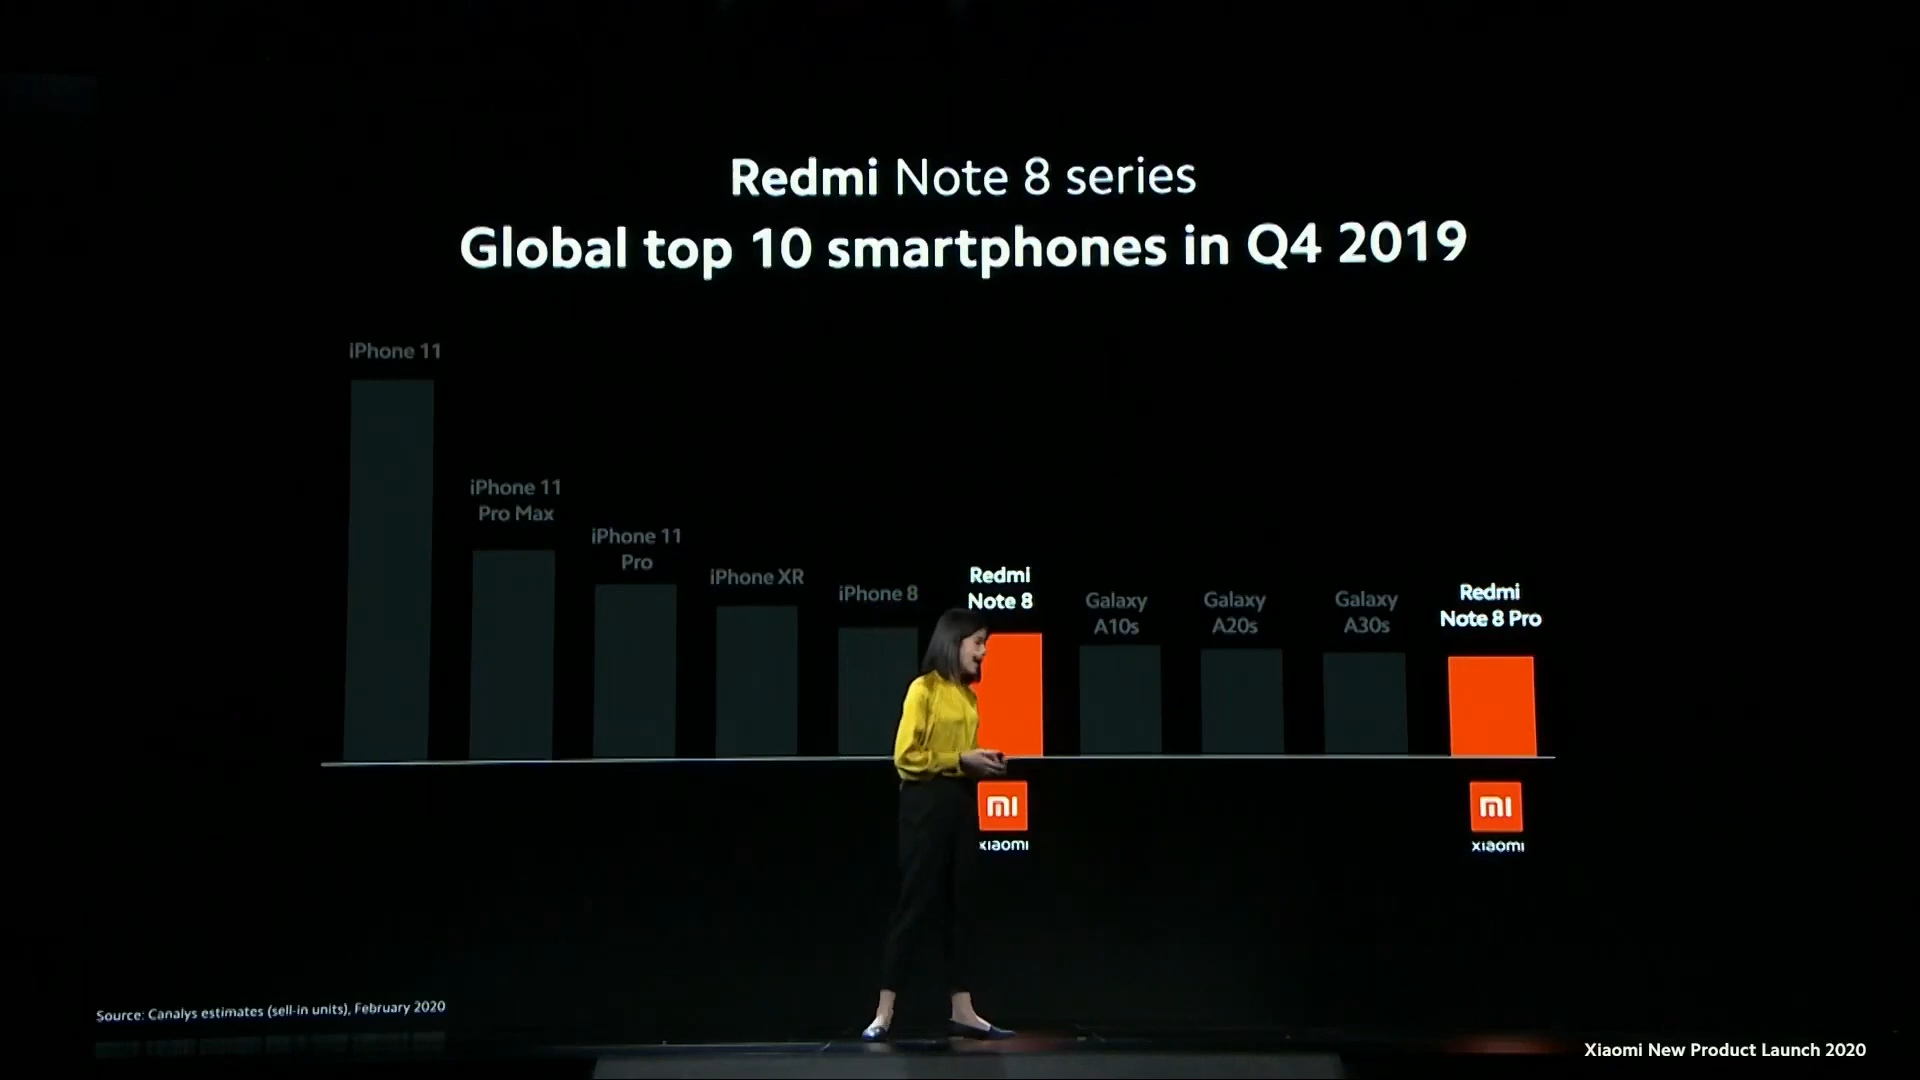 Redmi Note 8 series
Global top 10 smartphones in Q4 2019
iPhone 11
iPhone 11
Pro Max
iPhone 11
Pro
iPhone XR
iPhone 8
Redmi
Note 8
Galaxy
A10s
Galaxy
A20s
Galaxy
A30s
Redmi
Note 8 Pro
mi
xiaomi
mi
xiaomi
Source: Canalys estimates (sell-in units), February 2020
Xiaomi New Product Launch 2020